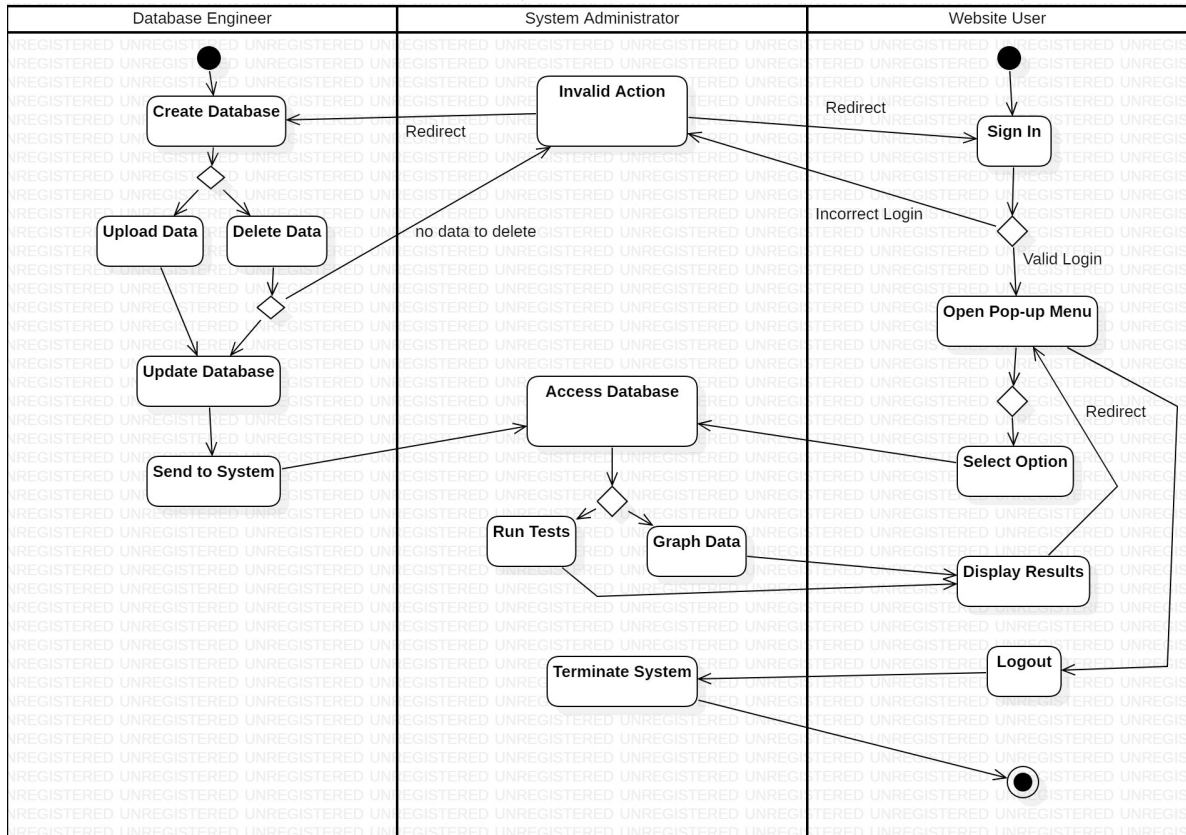 Database Engineer
System Administrator
Website User
Create Database
Invalid Action
Redirect
Redirect
Sign In
Upload Data
Delete Data
no data to delete
Incorrect Login
Valid Login
Open Pop-up Menu
Update Database
Access Database
Redirect
Send to System
Select Option
Run Tests
Graph Data
Display Results
Terminate System
Logout
UNREGISTERED